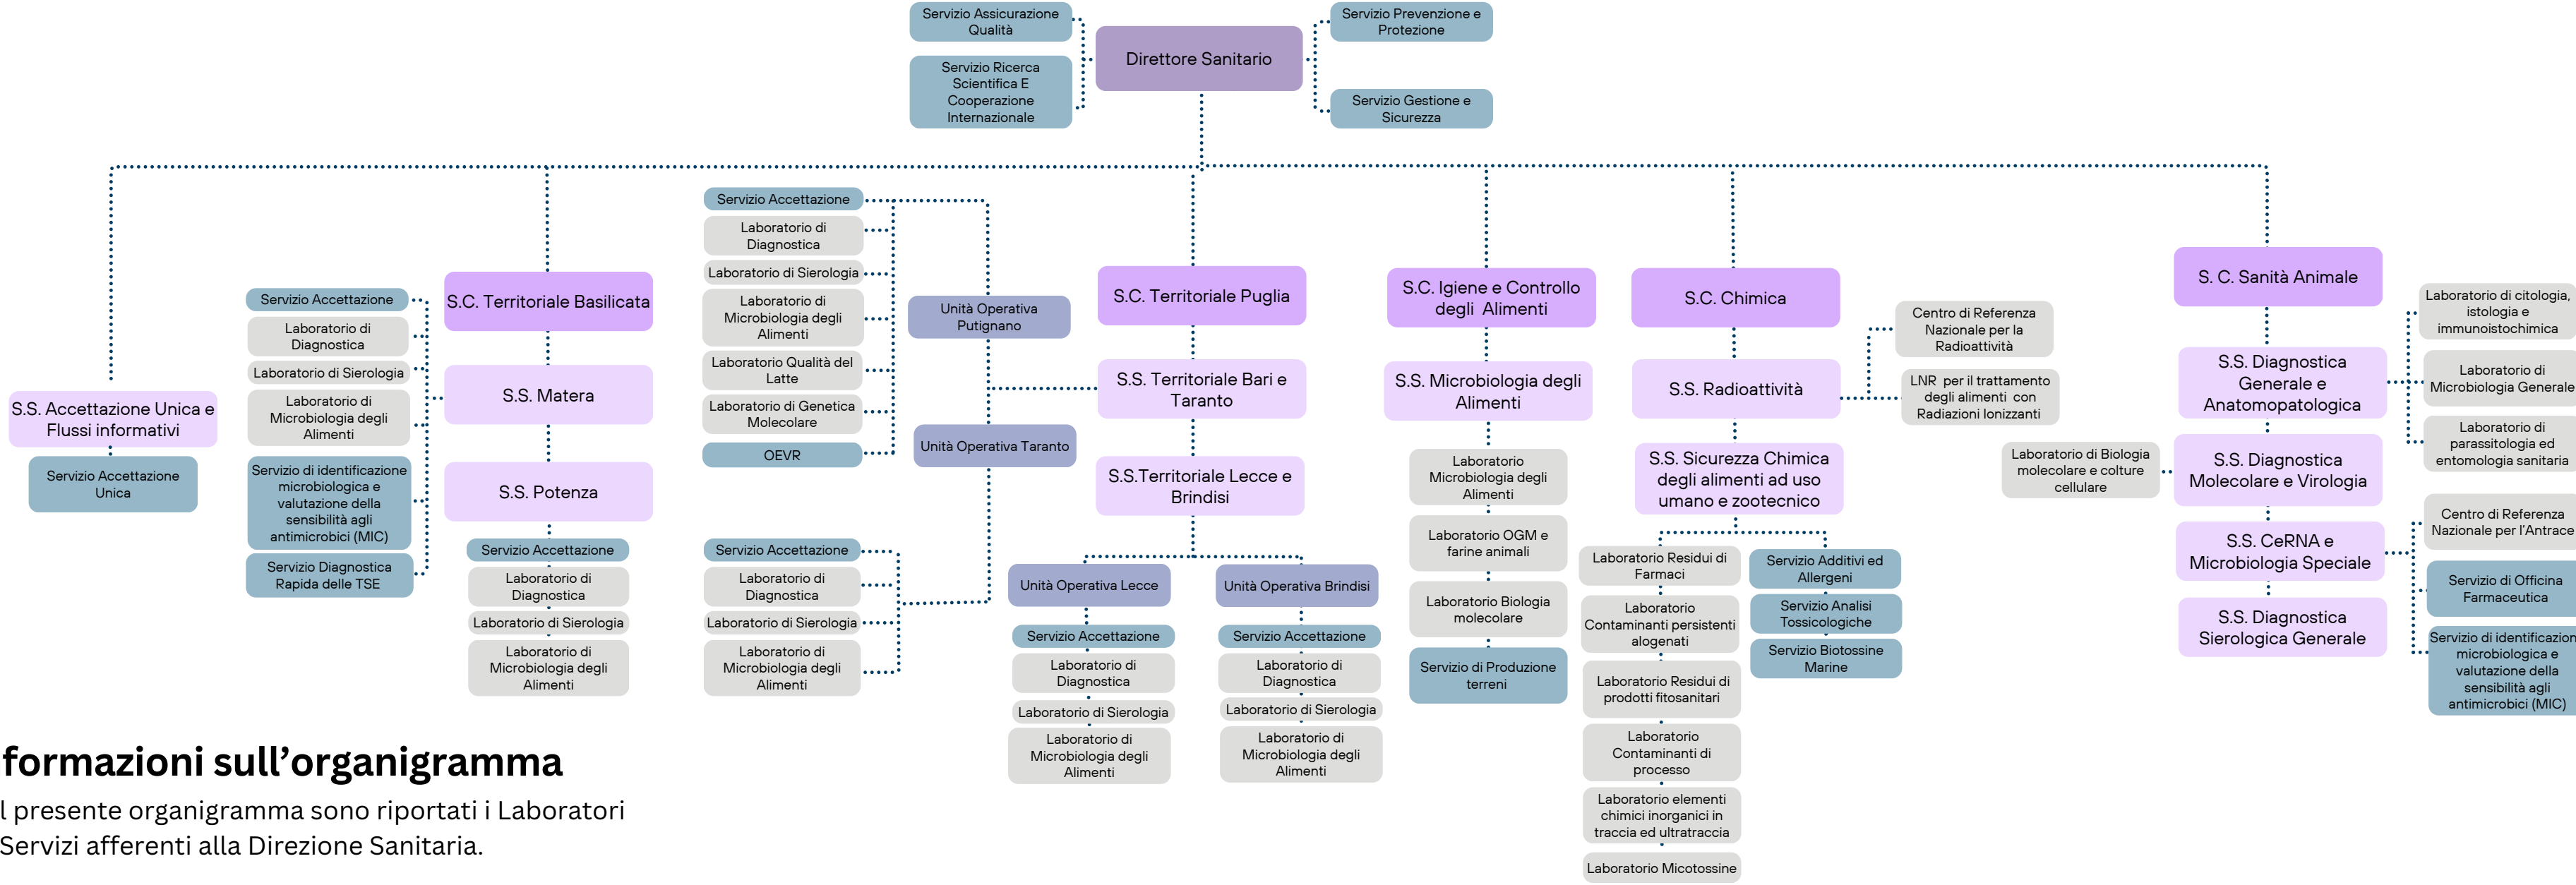 Servizio Assicurazione
Qualità
Servizio Ricerca
Scientifica E
Cooperazione
Internazionale
Direttore Sanitario
Servizio Prevenzione e
Protezione
Servizio Gestione e
Sicurezza
S.S. Accettazione Unica e
Flussi informativi
Servizio Accettazione
Unica
Servizio Accettazione
Laboratorio di
Diagnostica
Laboratorio di Sierologia
Laboratorio di
Microbiologia degli
Alimenti
Servizio di identificazione
microbiologica e
valutazione della
sensibilità agli
antimicrobici (MIC)
Servizio Diagnostica
Rapida delle TSE
S.C. Territoriale Basilicata
S.S. Matera
S.S. Potenza
Servizio Accettazione
Laboratorio di
Diagnostica
Laboratorio di Sierologia
Laboratorio di
Microbiologia degli
Alimenti
Servizio Accettazione
Laboratorio di
Diagnostica
Laboratorio di Sierologia
Laboratorio di
Microbiologia degli
Alimenti
Laboratorio Qualità del
Latte
Laboratorio di Genetica
Molecolare
OEVR
Servizio Accettazione
Laboratorio di
Diagnostica
Laboratorio di Sierologia
Laboratorio di
Microbiologia degli
Alimenti
Unità Operativa
Putignano
Unità Operativa Taranto
S.C. Territoriale Puglia
S.S. Territoriale Bari e
Taranto
S.S.Territoriale Lecce e
Brindisi
Unità Operativa Lecce
Servizio Accettazione
Laboratorio di
Diagnostica
Laboratorio di Sierologia
Laboratorio di
Microbiologia degli
Alimenti
Unità Operativa Brindisi
Servizio Accettazione
Laboratorio di
Diagnostica
Laboratorio di Sierologia
Laboratorio di
Microbiologia degli
Alimenti
S.C. Igiene e Controllo
degli Alimenti
S.S. Microbiologia degli
Alimenti
Laboratorio
Microbiologia degli
Alimenti
Laboratorio OGM e
farine animali
Laboratorio Biologia
molecolare
Servizio di Produzione
terreni
S.C. Chimica
S.S. Radioattività
Centro di Referenza
Nazionale per la
Radioattività
LNR per il trattamento
degli alimenti con
Radiazioni Ionizzanti
S.S. Sicurezza Chimica
degli alimenti ad uso
umano e zootecnico
Laboratorio Residui di
Farmaci
Laboratorio
Contaminanti persistenti
alogenati
Laboratorio Residui di
prodotti fitosanitari
Laboratorio
Contaminanti di
processo
Laboratorio elementi
chimici inorganici in
traccia ed ultratraccia
Laboratorio Micotossine
Servizio Additivi ed
Allergeni
Servizio Analisi
Tossicologiche
Servizio Biotossine
Marine
S. C. Sanità Animale
S.S. Diagnostica
Generale e
Anatomopatologica
Laboratorio di citologia,
istologia e
immunoistochimica
Laboratorio di
Microbiologia Generale
Laboratorio di
parassitologia ed
entomologia sanitaria
Laboratorio di Biologia
molecolare e colture
cellulare
S.S. Diagnostica
Molecolare e Virologia
S.S. CeRNA e
Microbiologia Speciale
Centro di Referenza
Nazionale per l'Antrace
Servizio di Officina
Farmaceutica
Servizio di identificazion
microbiologica e
valutazione della
sensibilità agli
antimicrobici (MIC)
S.S. Diagnostica
Sierologica Generale
formazioni sull'organigramma
l presente organigramma sono riportati i Laboratori
Servizi afferenti alla Direzione Sanitaria.